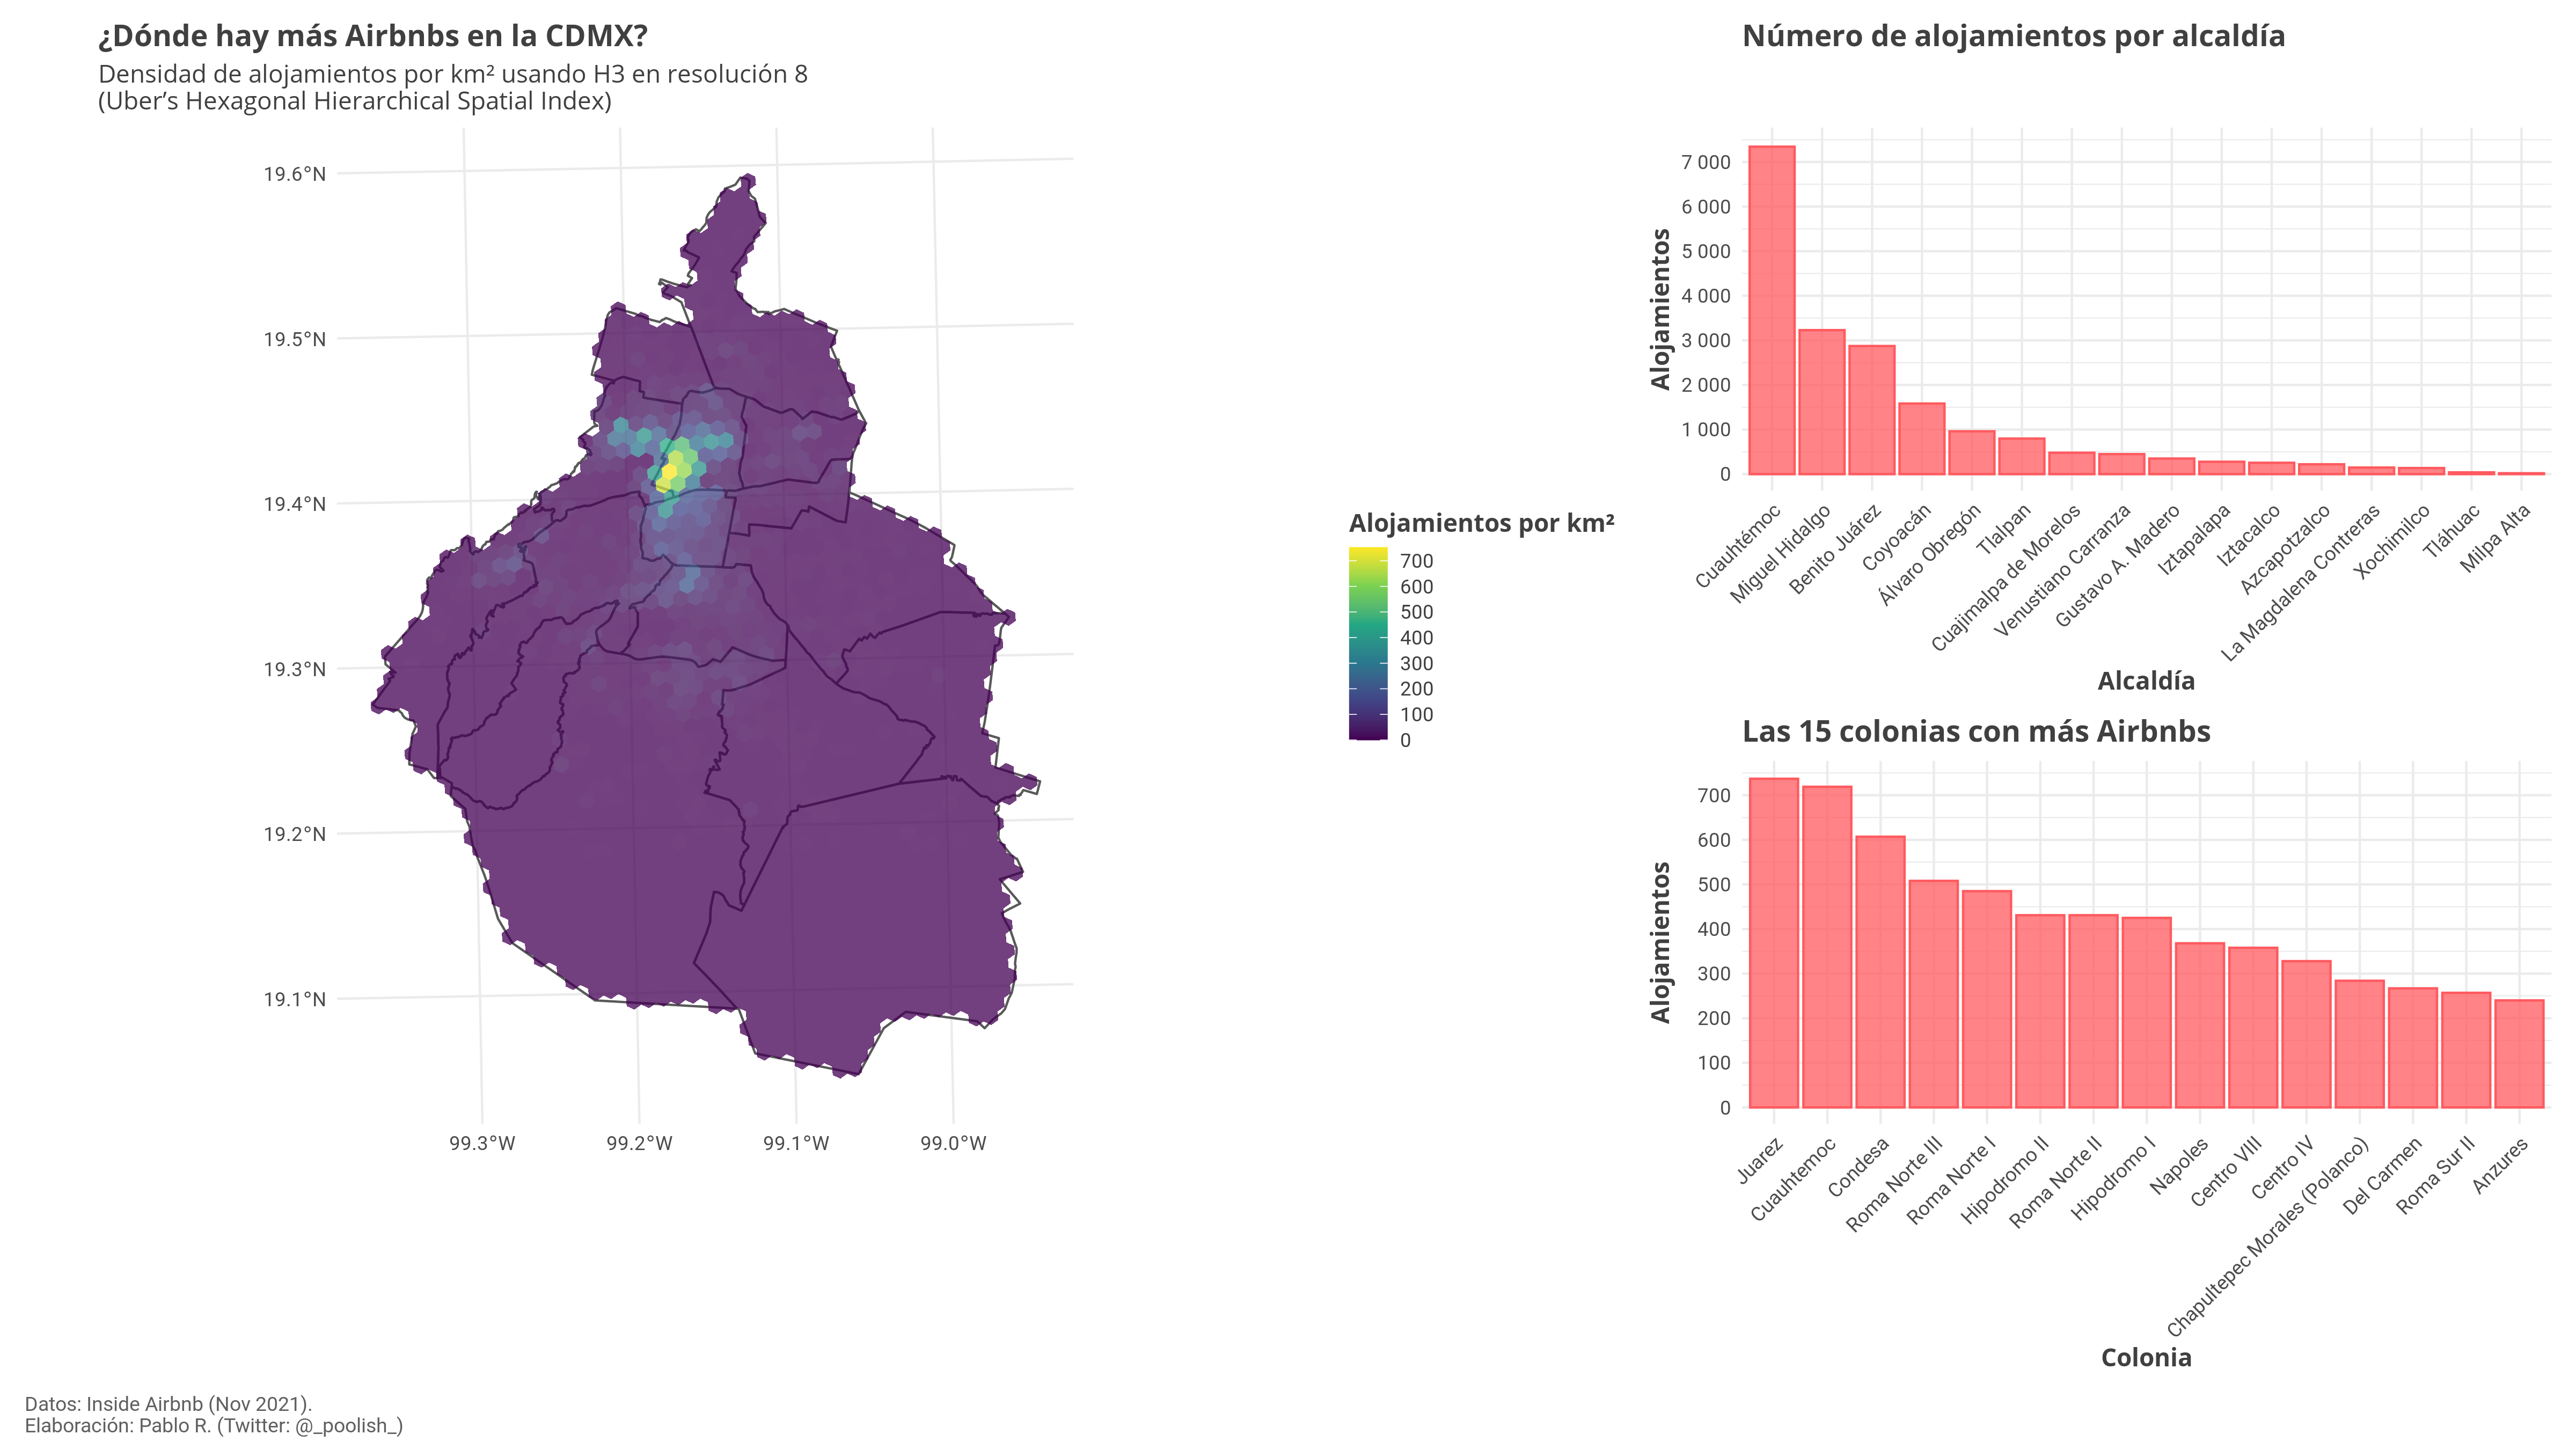 ¿Dónde hay más Airbnbs en la CDMX?
Densidad de alojamientos por km² usando H3 en resolución 8
(Uber’s Hexagonal Hierarchical Spatial Index)
19.6°N
19.5°N
19.4°N
19.3°N
19.2°N
19.1°N
99.3°W
99.2°W
99.1°W
99.0°W
Alojamientos por km²
700
600
500
400
300
200
100
0
Número de alojamientos por alcaldía
Alojamientos
7 000
6 000
5 000
4 000
3 000
2 000
1 000
0
Cuauhtémoc
Miguel Hidalgo
Benito Juárez
Coyoacán
Álvaro Obregón
Tlalpan
Cuajimalpa de Morelos
Venustiano Carranza
Gustavo A. Madero
Iztapalapa
Iztacalco
Azcapotzalco
La Magdalena Contreras
Xochimilco
Tláhuac
Milpa Alta
Alcaldía
Las 15 colonias con más Airbnbs
Alojamientos
700
600
500
400
300
200
100
0
Juarez
Cuauhtemoc
Condesa
Roma Norte III
Roma Norte I
Hipodromo II
Roma Norte II
Hipodromo I
Napoles
Centro VIII
Centro IV
Chapultepec Morales (Polanco)
Del Carmen
Roma Sur II
Anzures
Colonia
Datos: Inside Airbnb (Nov 2021).
Elaboración: Pablo R. (Twitter: @_poolish_)